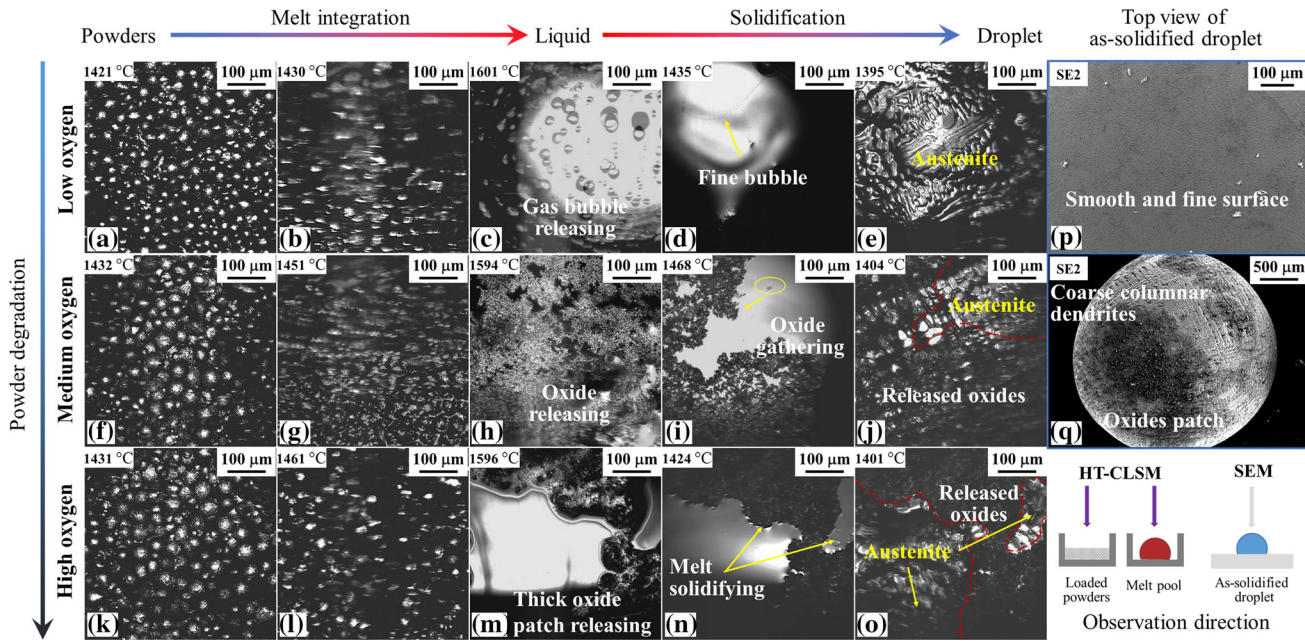 Melt integration
Solidification
Top view of
as-solidified droplet
Powders
Liquid
Droplet
Powder degradation
Low oxygen
1421 °C
100 μm
(a)
1430 °C
100 μm
(b)
1601 °C
100 μm
Gas bubble
releasing
(c)
1435 °C
100 μm
Fine bubble
(d)
1395 °C
100 μm
Austenite
(e)
SE2
100 μm
Smooth and fine surface
(p)
Medium oxygen
1432 °C
100 μm
(f)
1451 °C
100 μm
(g)
1594 °C
100 μm
Oxide
releasing
(h)
1468 °C
100 μm
Oxide
gathering
(i)
1404 °C
100 μm
Austenite
Released oxides
(j)
SE2
500 μm
Coarse columnar
dendrites
Oxides patch
(q)
High oxygen
1431 °C
100 μm
(k)
1461 °C
100 μm
(l)
1596 °C
100 μm
Thick oxide
patch releasing
(m)
1424 °C
100 μm
Melt
solidifying
(n)
1401 °C
100 μm
Released
oxides
Austenite
(o)
HT-CLSM
SEM
Loaded
powders
Melt pool
As-solidified
droplet
Observation direction